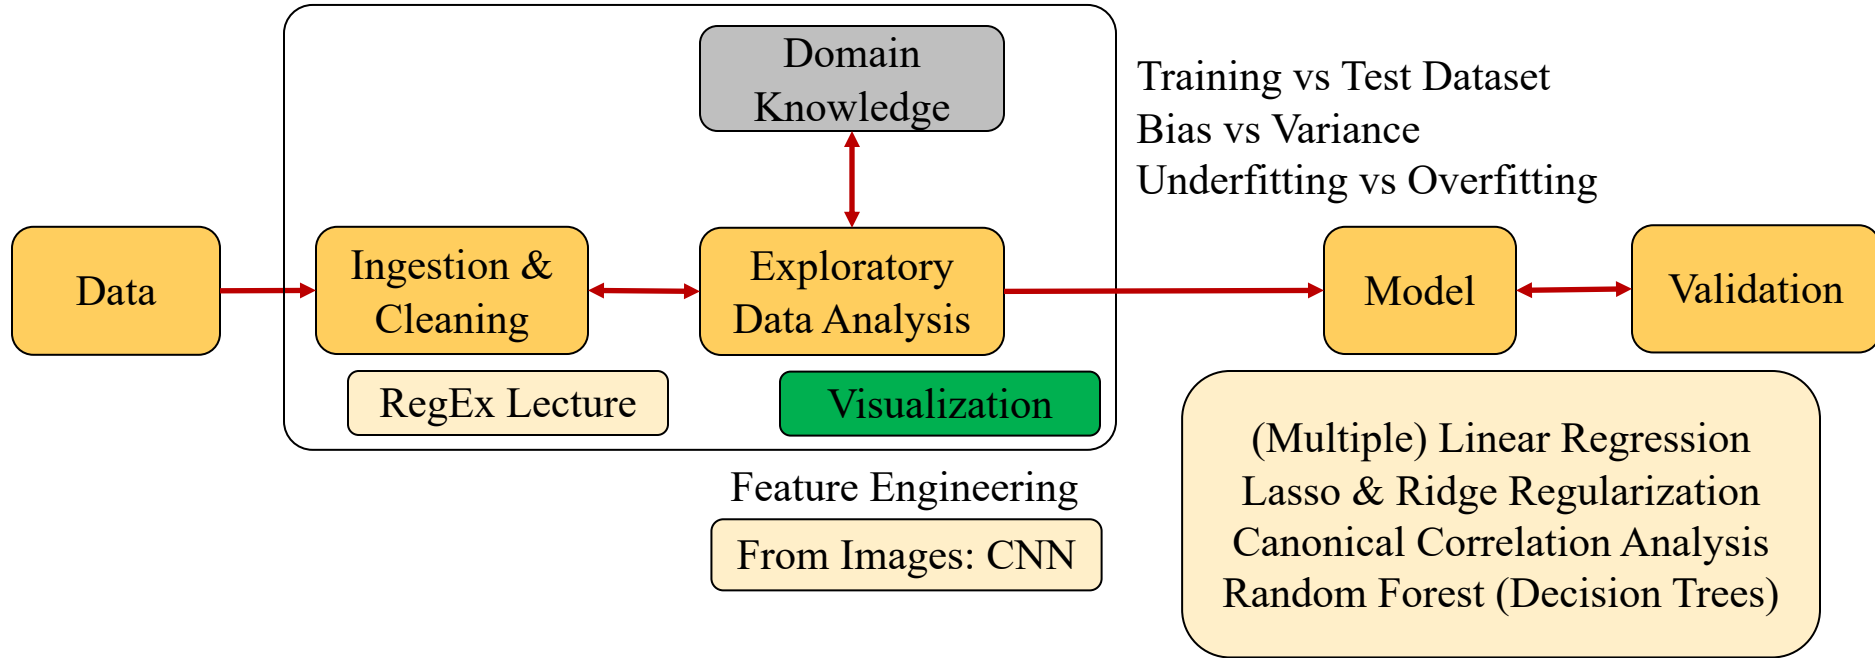 Domain
Knowledge
Training vs Test Dataset
Bias vs Variance
Underfitting vs Overfitting
Data
Ingestion &
Cleaning
Exploratory
Data Analysis
Model
Validation
RegEx Lecture
Visualization
Feature Engineering
From Images: CNN
(Multiple) Linear Regression
Lasso & Ridge Regularization
Canonical Correlation Analysis
Random Forest (Decision Trees)